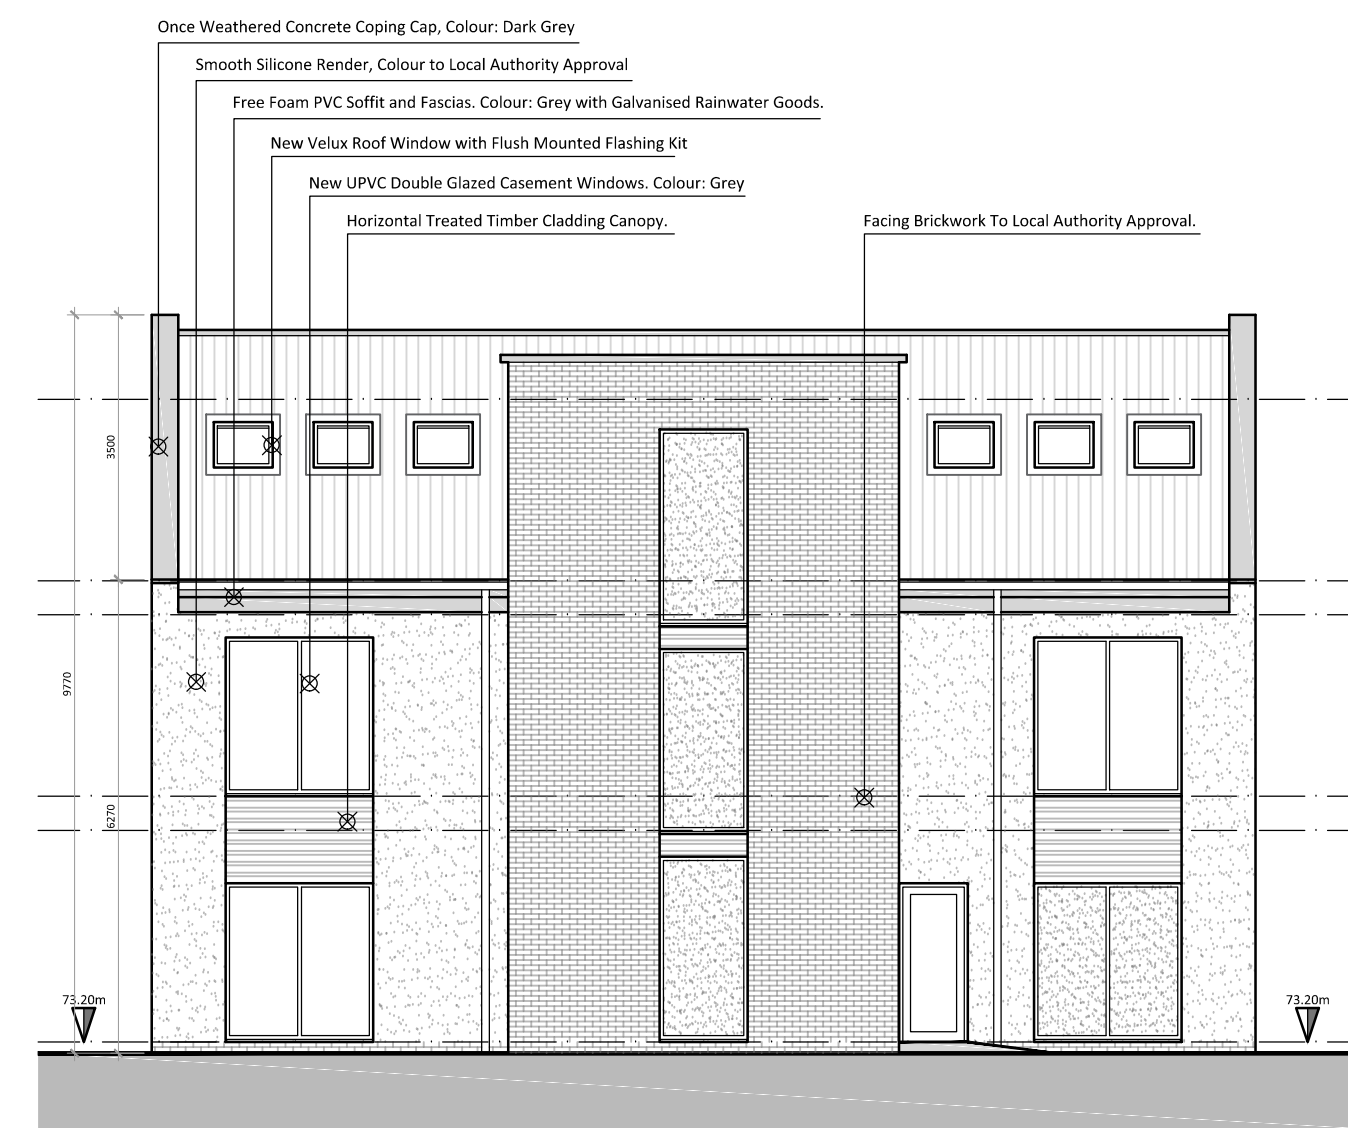 Once Weathered Concrete Coping Cap, Colour: Dark Grey
Smooth Silicone Render, Colour to Local Authority Approval
Free Foam PVC Soffit and Fascias. Colour: Grey with Galvanised Rainwater Goods.
New Velux Roof Window with Flush Mounted Flashing Kit
New UPVC Double Glazed Casement Windows. Colour: Grey
Horizontal Treated Timber Cladding Canopy.
Facing Brickwork To Local Authority Approval.
3500
9770
6270
73.20m
73.20m